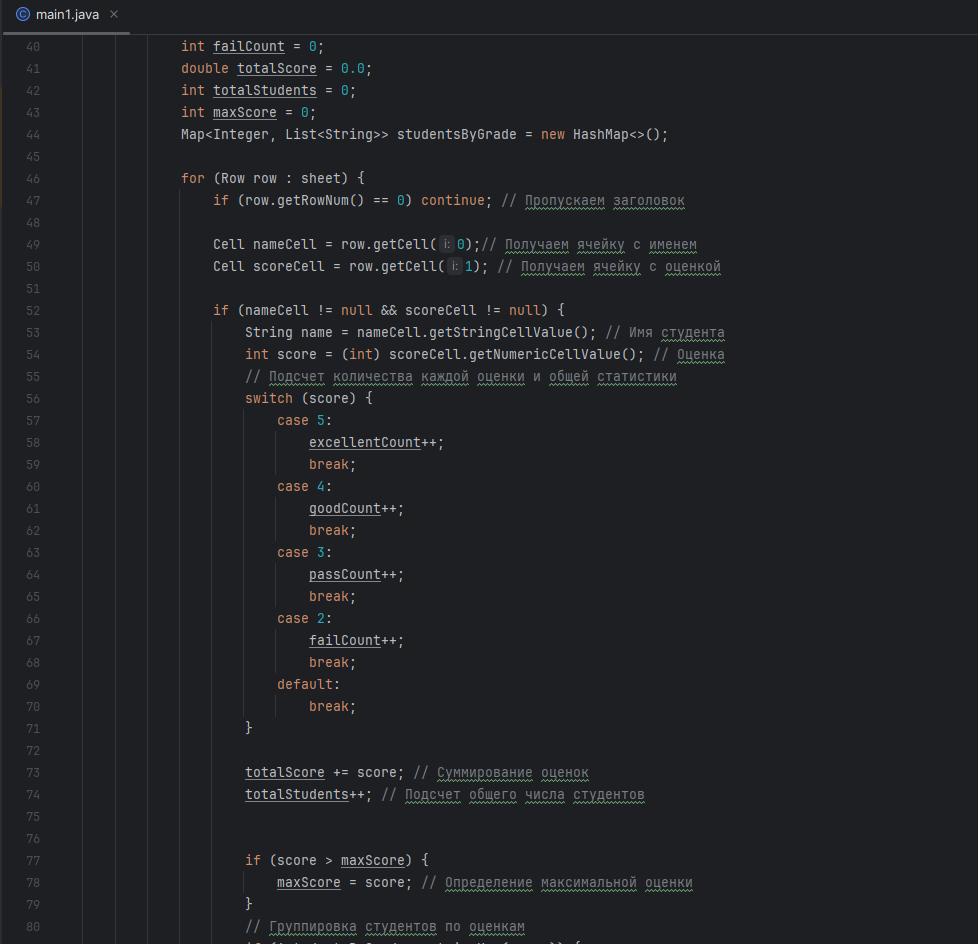 main1.java
40 int failCount = 0;
41 double totalScore = 0.0;
42 int totalStudents = 0;
43 int maxScore = 0;
44 Map<Integer, List<String>> studentsByGrade = new HashMap<>();
45
46 for (Row row : sheet) {
47 if (row.getRowNum() == 0) continue; // Пропускаем заголовок
48
49 Cell nameCell = row.getCell( i: 0);// Получаем ячейку с именем
50 Cell scoreCell = row.getCell( i: 1); // Получаем ячейку с оценкой
51
52 if (nameCell != null && scoreCell != null) {
53 String name = nameCell.getStringCellValue(); // Имя студента
54 int score = (int) scoreCell.getNumericCellValue(); // Оценка
55 // Подсчет количества каждой оценки и общей статистики
56 switch (score) {
57 case 5:
58 excellentCount++;
59 break;
60 case 4:
61 goodCount++;
62 break;
63 case 3:
64 passCount++;
65 break;
66 case 2:
67 failCount++;
68 break;
69 default:
70 break;
71 }
72
73 totalScore += score; // Суммирование оценок
74 totalStudents++; // Подсчет общего числа студентов
75
76
77 if (score > maxScore) {
78 maxScore = score; // Определение максимальной оценки
79 }
80 // Группировка студентов по оценкам